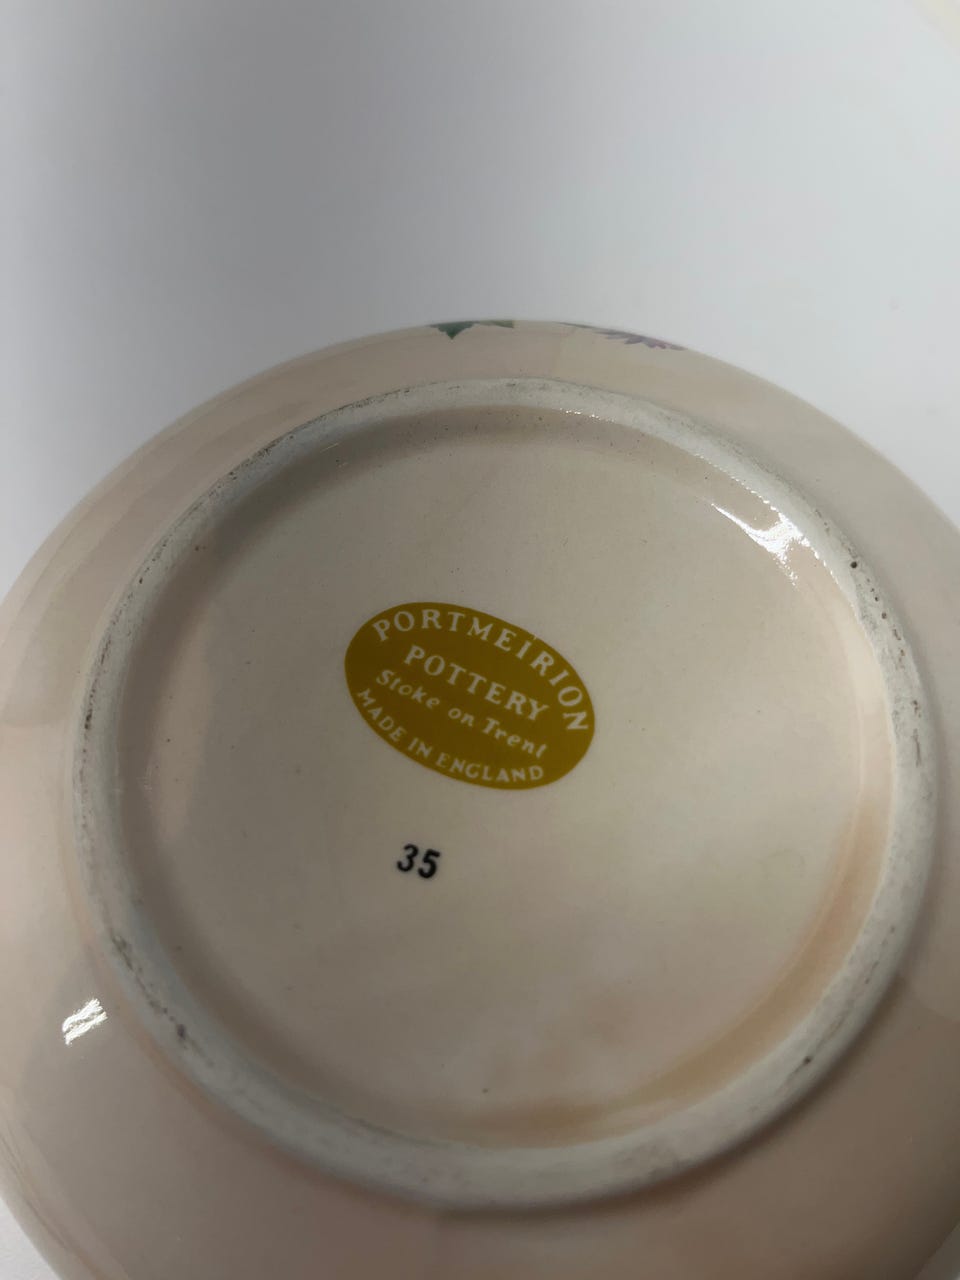 PORTMEIRION
POTTERY
Stoke on Trent
MADE IN ENGLAND
35